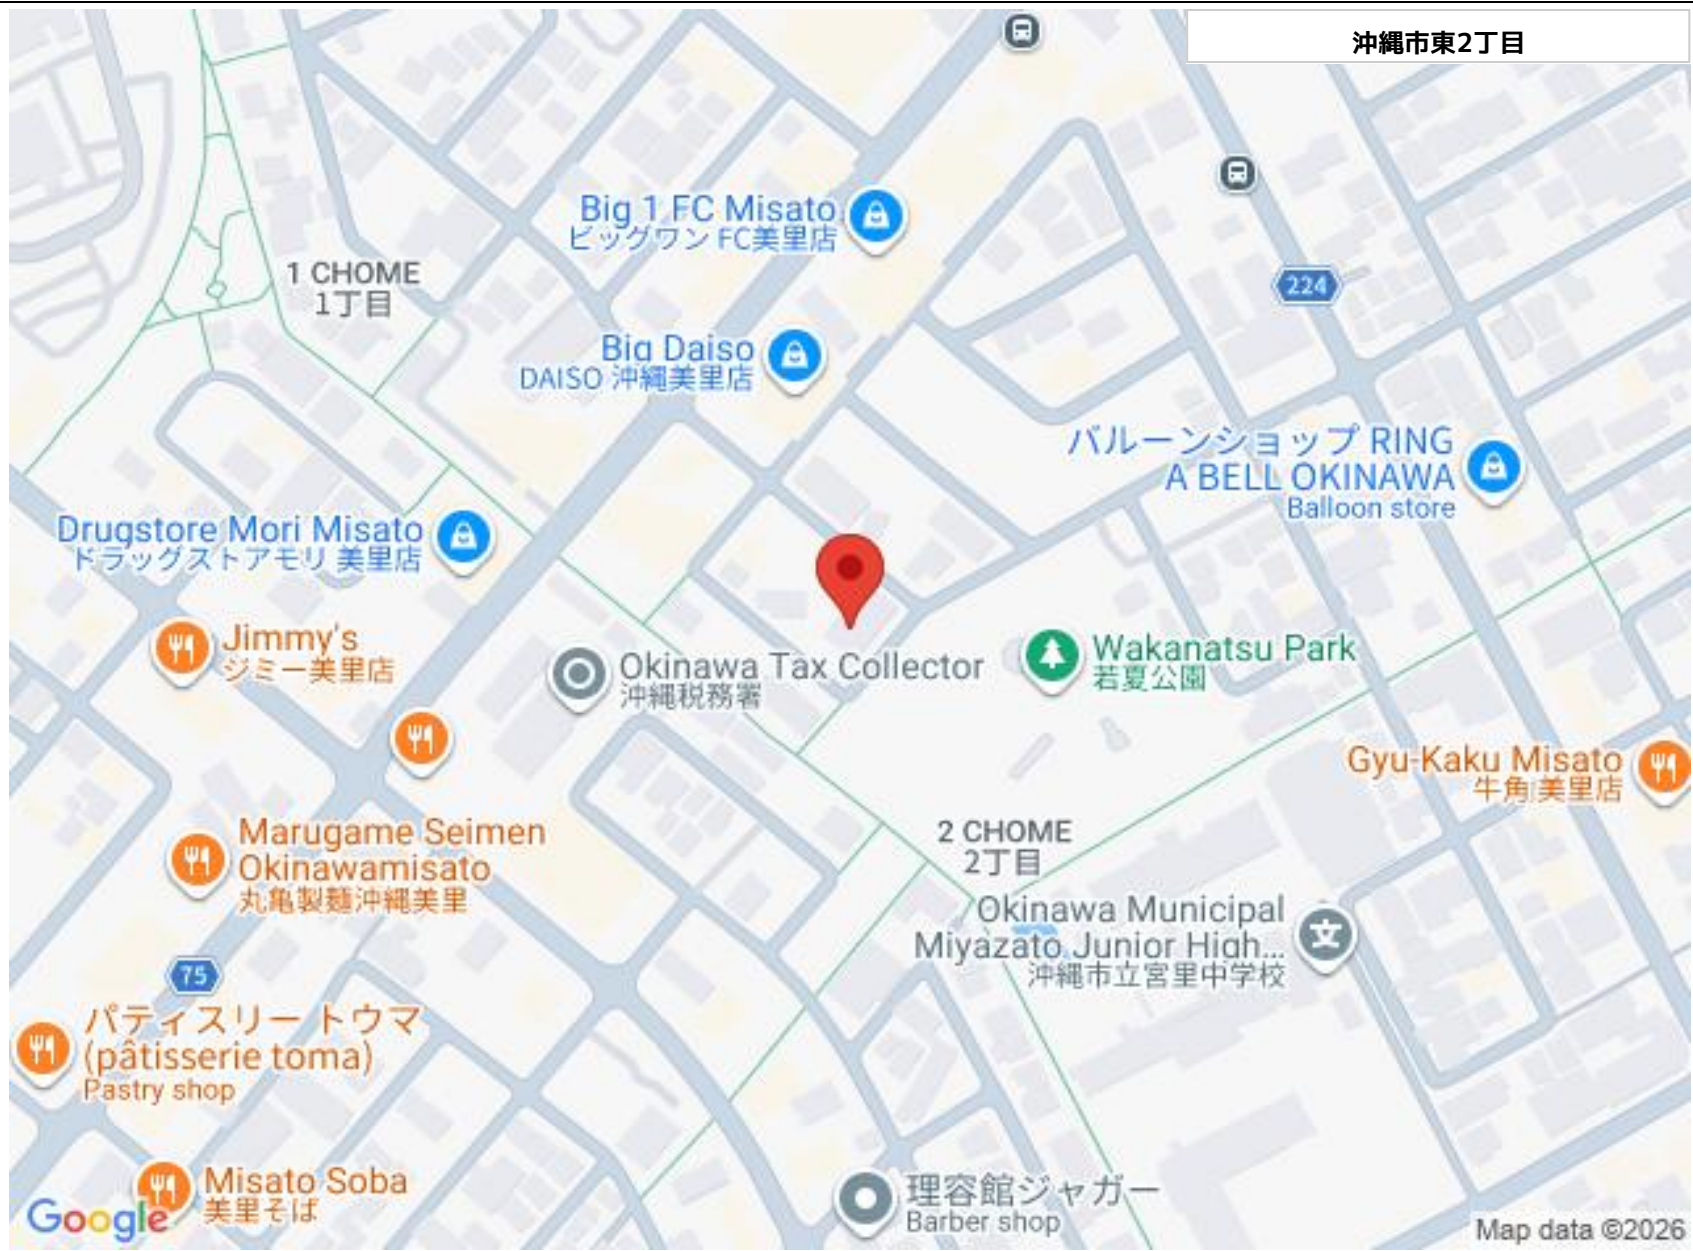 沖縄市東2丁目
Big 1 FC Misato
ビッグワン FC美里店
1 CHOME
1丁目
224
Big Daiso
DAISO 沖縄美里店
バルーンショップ RING
A BELL OKINAWA
Balloon store
Drugstore Mori Misato
ドラッグストアモリ 美里店
Jimmy's
ジミー美里店
Okinawa Tax Collector
沖縄税務署
Wakanatsu Park
若夏公園
Gyu-Kaku Misato
牛角 美里店
Marugame Seimen
Okinawamisato
丸亀製麺沖縄美里
2 CHOME
2丁目
Okinawa Municipal
Miyazato Junior High...
沖縄市立宮里中学校
文
75
パティスリー トウマ
(pâtisserie toma)
Pastry shop
Misato Soba
美里そば
理容館ジャガー
Barber shop
Google
Map data ©2026